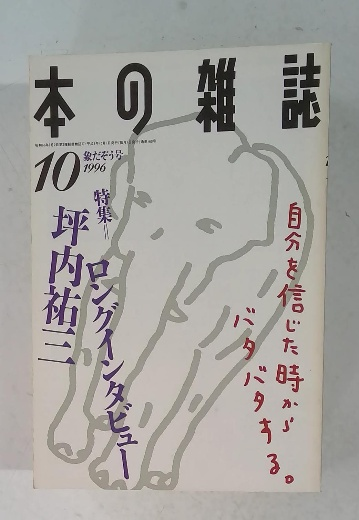 本の雑誌
10
象だぞう号
1996
特集=
坪内祐三
ロングインタビュー
自分を信じた時から
バタバタする。